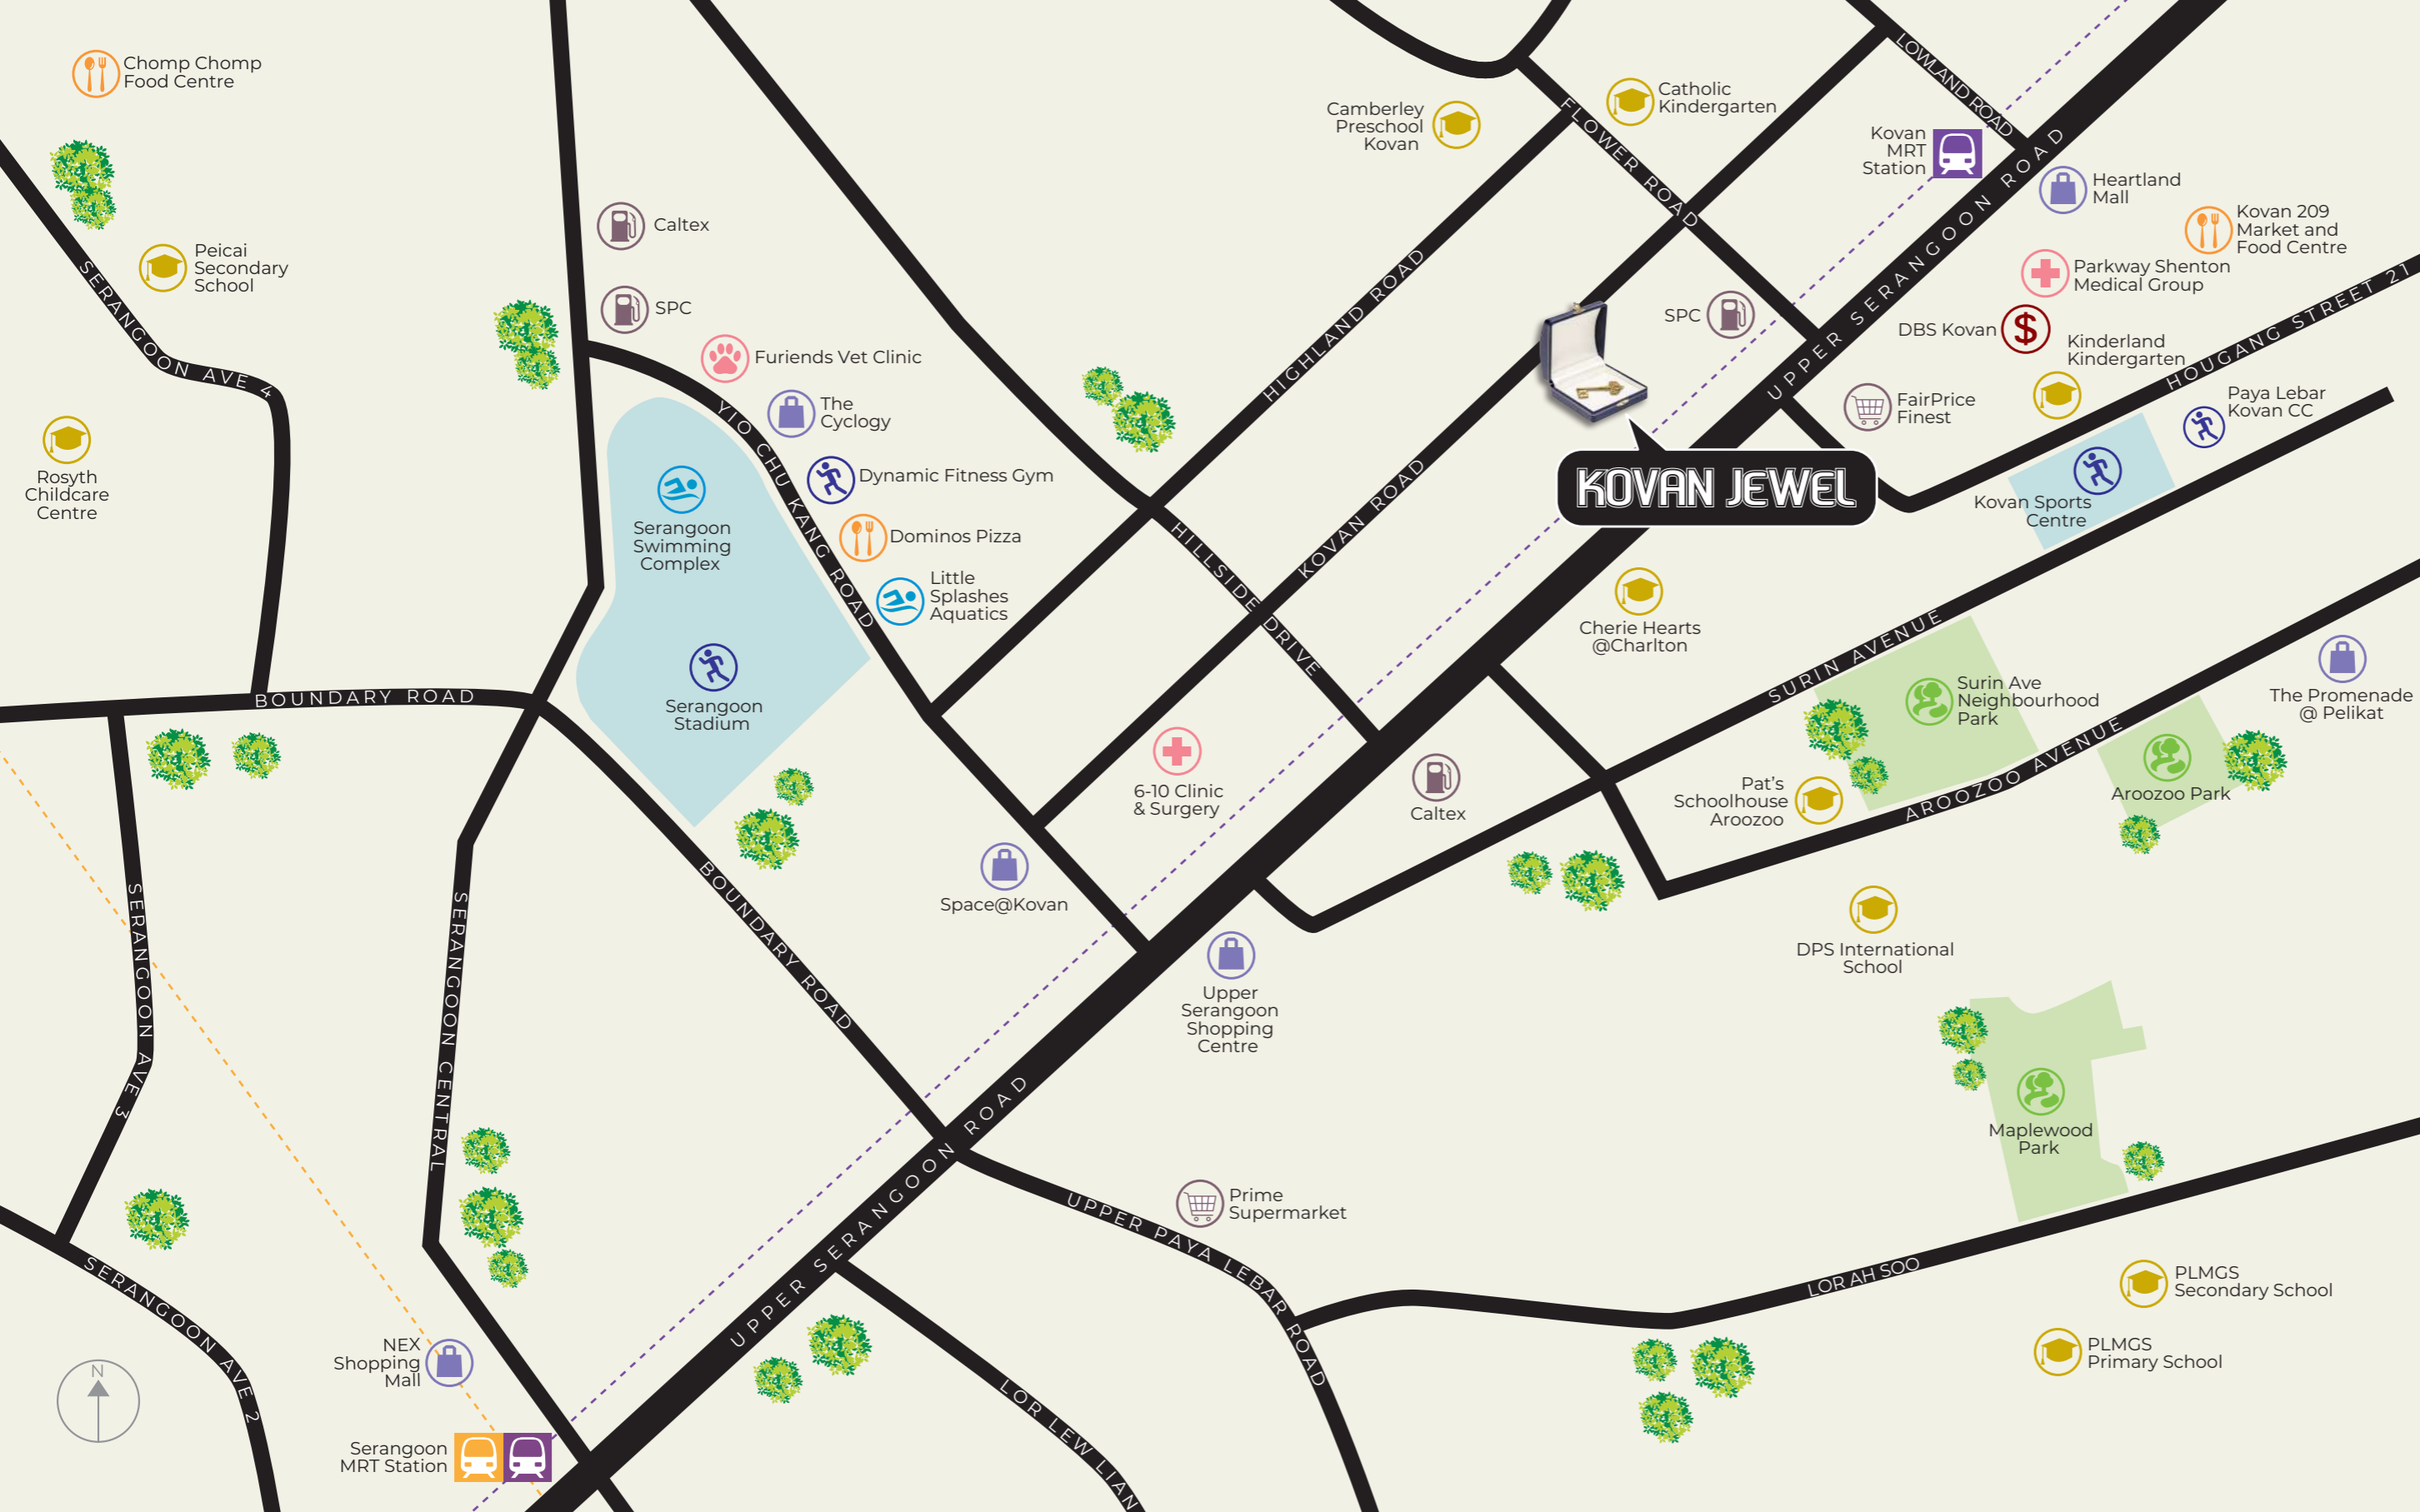 Chomp Chomp
Food Centre
Peicai
Secondary
School
SERANGOON AVE 4
Rosyth
Childcare
Centre
Caltex
SPC
Furiends Vet Clinic
The
Cyclogy
Dynamic Fitness Gym
Dominos Pizza
Little
Splashes
Aquatics
YIO CHU KANG ROAD
Serangoon
Swimming
Complex
Serangoon
Stadium
BOUNDARY ROAD
Camberley
Preschool
Kovan
Catholic
Kindergarten
FLOWER ROAD
LOWLAND ROAD
Kovan
MRT
Station
Heartland
Mall
Kovan 209
Market and
Food Centre
Parkway Shenton
Medical Group
DBS Kovan
Kinderland
Kindergarten
HOUGANG STREET 21
UPPER SERANGOON ROAD
SPC
FairPrice
Finest
Paya Lebar
Kovan CC
Kovan Sports
Centre
HIGHLAND ROAD
KOVAN ROAD
HILLSIDE DRIVE
KOVAN JEWEL
Cherie Hearts
@Charlton
SURIN AVENUE
Surin Ave
Neighbourhood
Park
The Promenade
@ Pelikat
AROOZOO AVENUE
Aroozoo Park
Pat’s
Schoolhouse
Aroozoo
6-10 Clinic
& Surgery
Caltex
Space@Kovan
Upper
Serangoon
Shopping
Centre
DPS International
School
Maplewood
Park
SERANGOON AVE 3
SERANGOON CENTRAL
BOUNDARY ROAD
UPPER SERANGOON ROAD
Prime
Supermarket
UPPER PAYA LEBAR ROAD
LOR AH SOO
PLMGS
Secondary School
PLMGS
Primary School
SERANGOON AVE 2
NEX
Shopping
Mall
Serangoon
MRT Station
LOR LEW LIAN
N